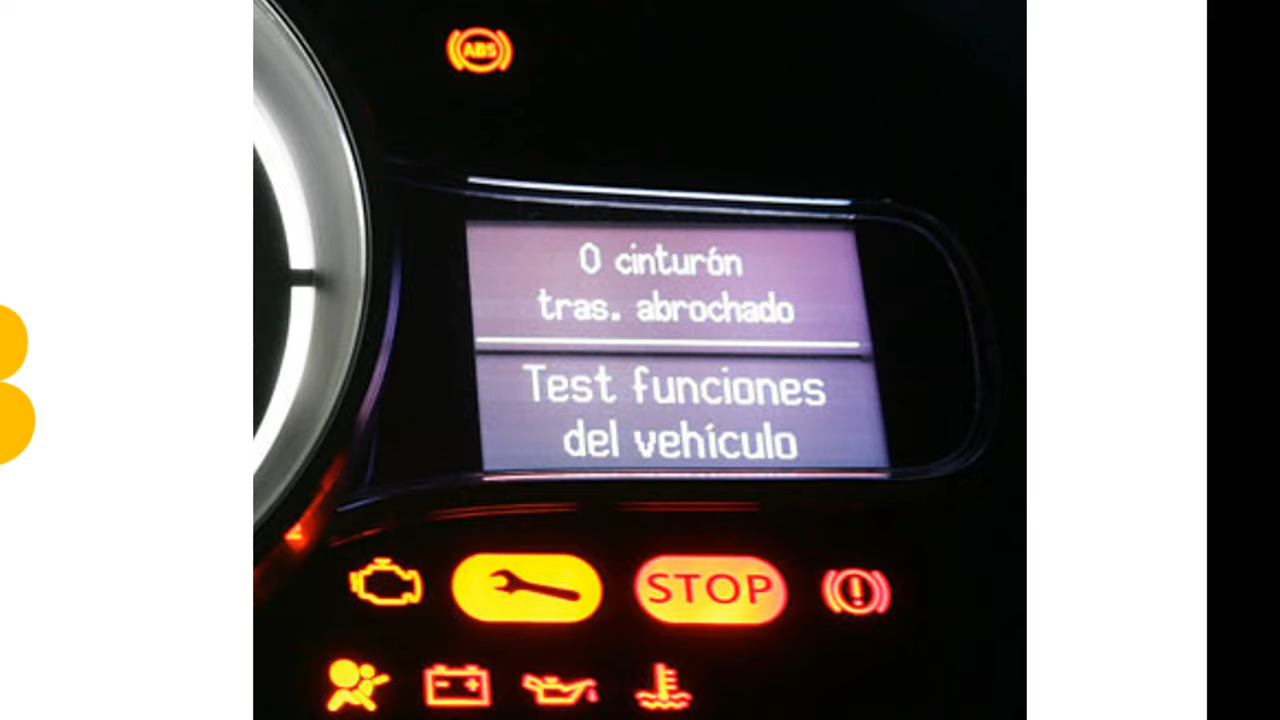 ABS
0 cinturón
tras. abrochado
Test funciones
del vehículo
STOP